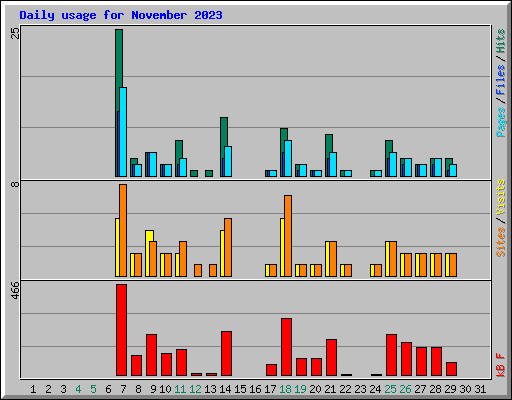 Daily usage for November 2023
25
8
466
Pages / Files / Hits
Sites / Visits
kB F
1 2 3 4 5 6 7 8 9 10 11 12 13 14 15 16 17 18 19 20 21 22 23 24 25 26 27 28 29 30 31